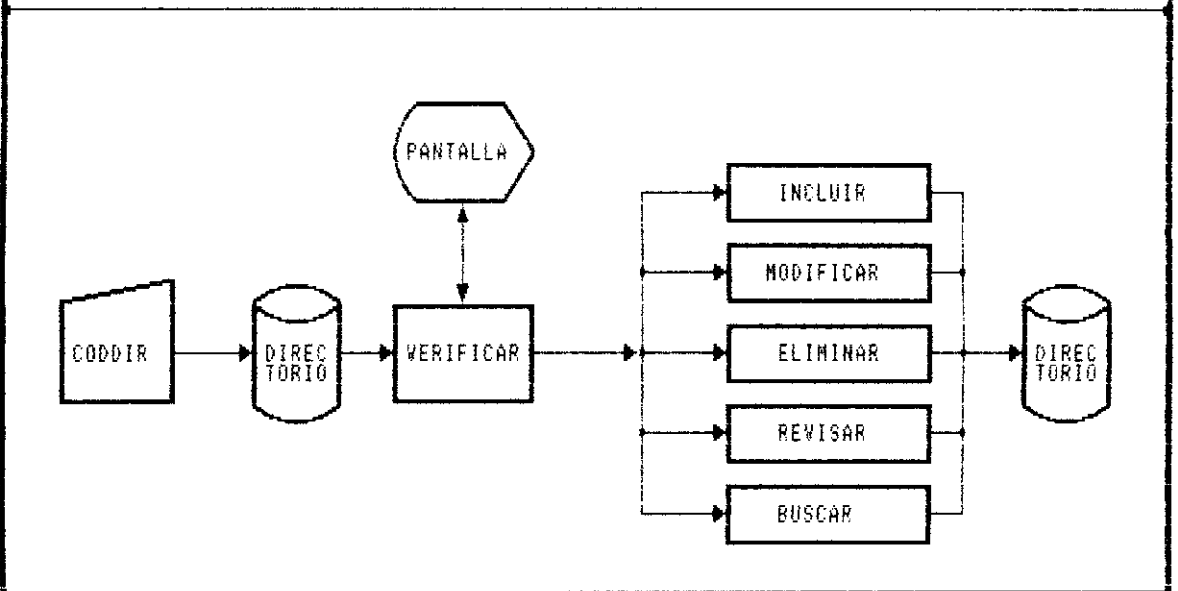 PANTALLA
INCLUIR
MODIFICAR
CODDIR
DIREC
TORIO
VERIFICAR
ELIMINAR
DIREC
TORIO
REVISAR
BUSCAR